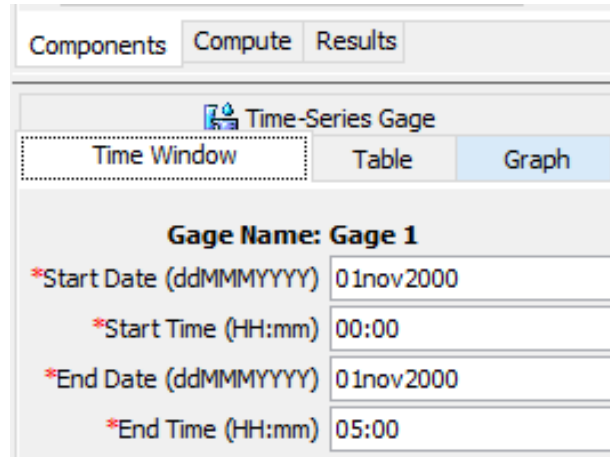 Components Compute Results
Time-Series Gage
Time Window Table Graph
Gage Name: Gage 1
*Start Date (ddMMMYYYY) 01nov2000
*Start Time (HH:mm) 00:00
*End Date (ddMMMYYYY) 01nov2000
*End Time (HH:mm) 05:00